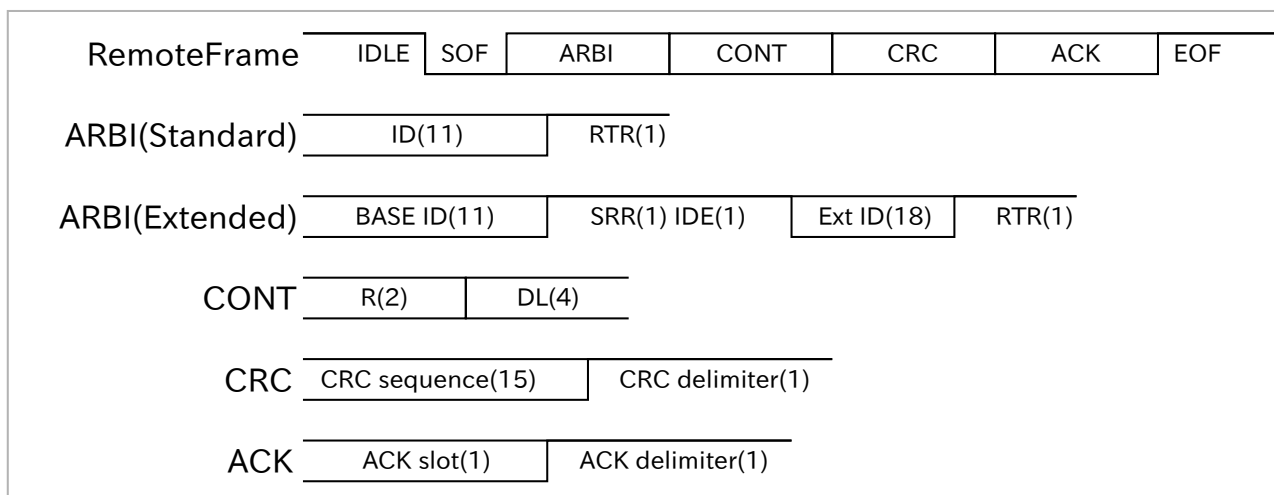 RemoteFrame IDLE SOF ARBI CONT CRC ACK EOF
ARBI(Standard) ID(11) RTR(1)
ARBI(Extended) BASE ID(11) SRR(1) IDE(1) Ext ID(18) RTR(1)
CONT R(2) DL(4)
CRC CRC sequence(15) CRC delimiter(1)
ACK ACK slot(1) ACK delimiter(1)